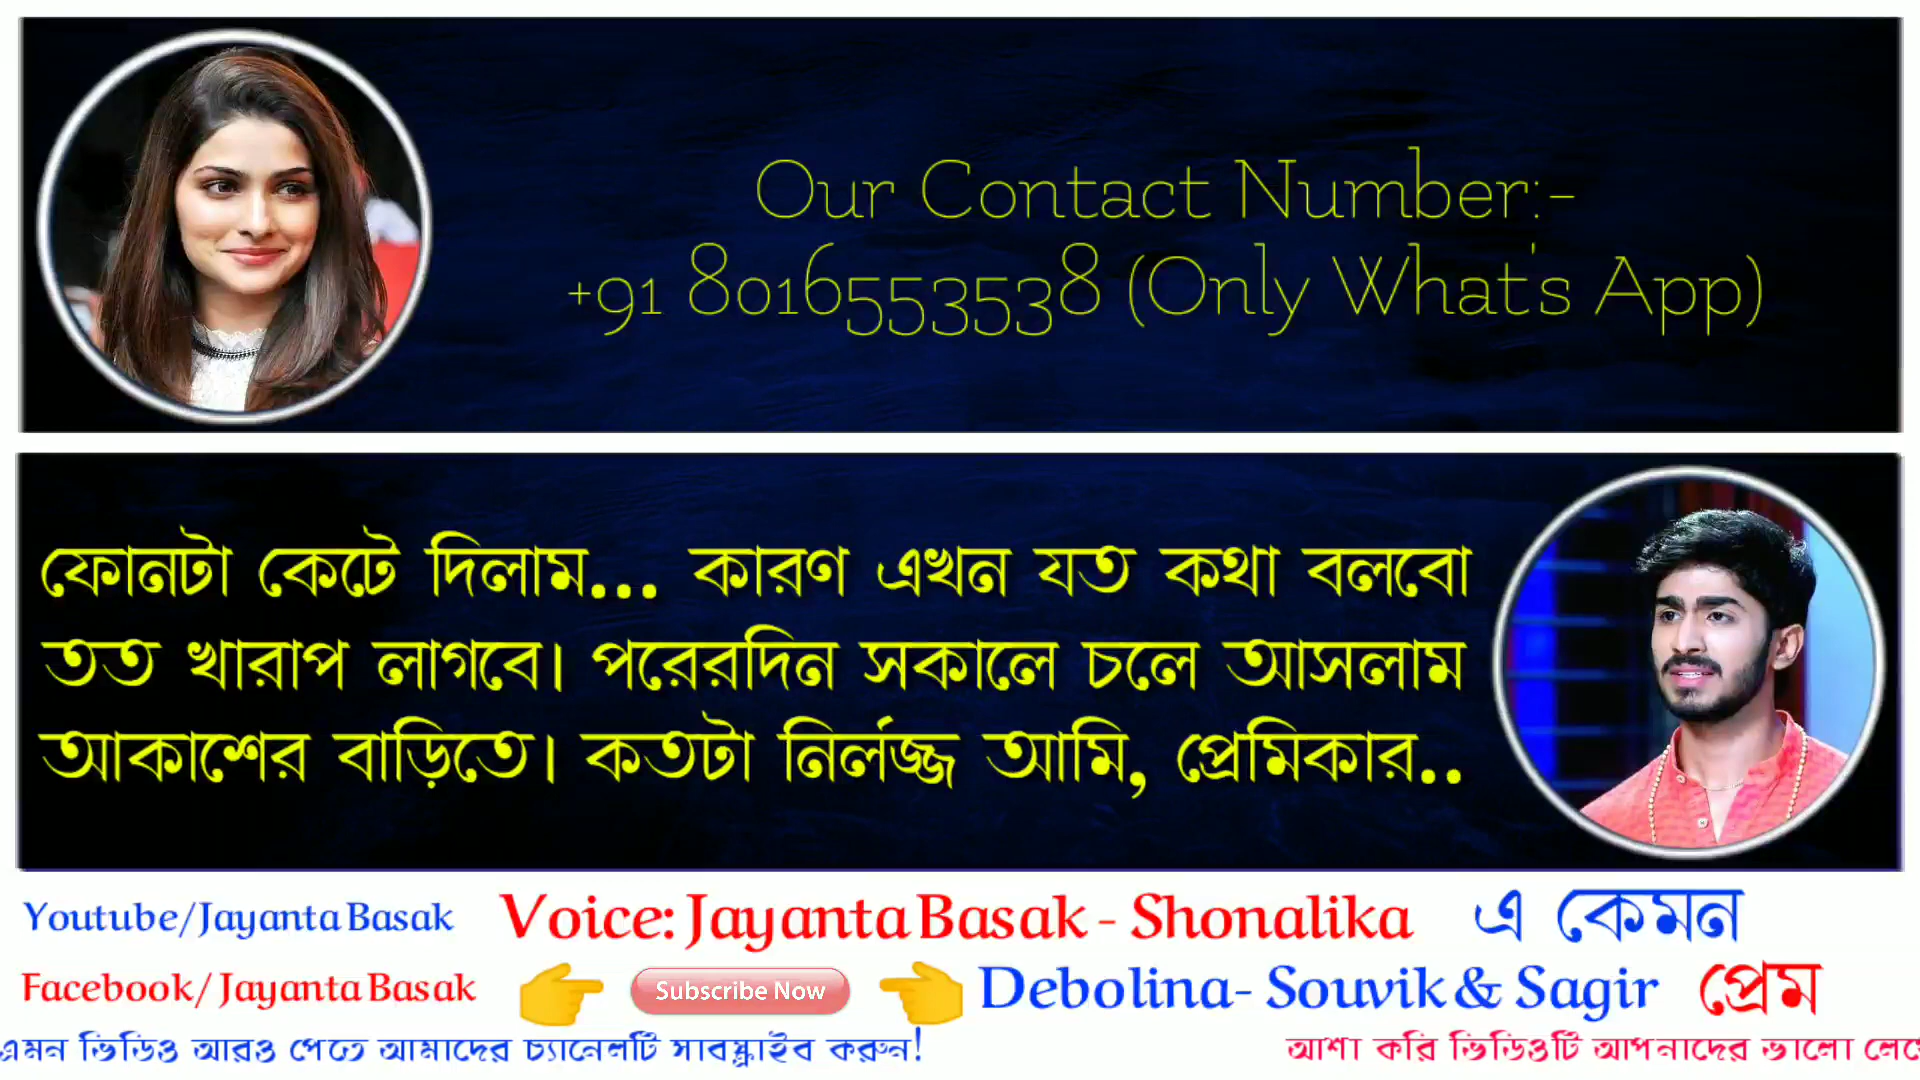 Our Contact Number:-
+91 8016553538 (Only What's App)
ফোনটা কেটে দিলাম... কারণ এখন যত কথা বলবো
তত খারাপ লাগবে। পরেরদিন সকালে চলে আসলাম
আকাশের বাড়িতে। কতটা নির্লজ্জ আমি, প্রেমিকার..
Youtube/Jayanta Basak
Voice: Jayanta Basak - Shonalika
এ কেমন
Facebook/ Jayanta Basak
Subscribe Now
Debolina- Souvik & Sagir
প্রেম
এমন ভিডিও আরও পেতে আমাদের চ্যানেলটি সাবস্ক্রাইব করুন!
আশা করি ভিডিওটি আপনাদের ভালো